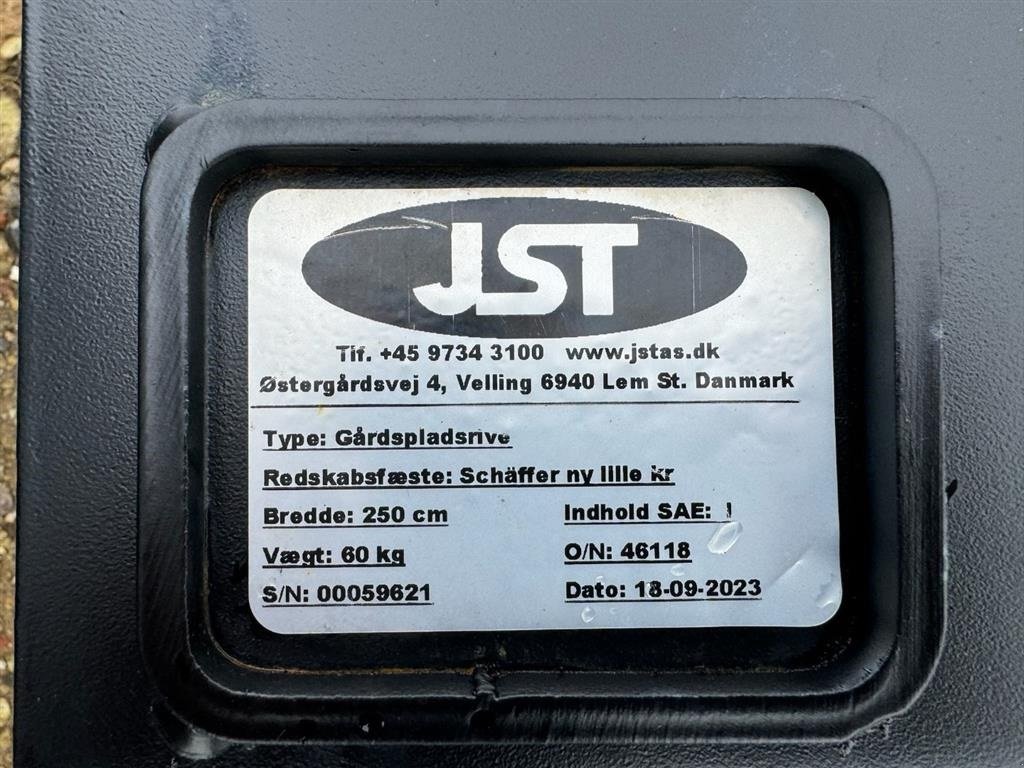 JST
Tlf. +45 9734 3100 www.jstas.dk
Østergårdsvej 4, Velling 6940 Lem St. Danmark
Type: Gårdspladsrive
Redskabsfæste: Schäffer ny lille kr
Bredde: 250 cm
Indhold SAE: l
Vægt: 60 kg
O/N: 46118
S/N: 00059621
Dato: 18-09-2023